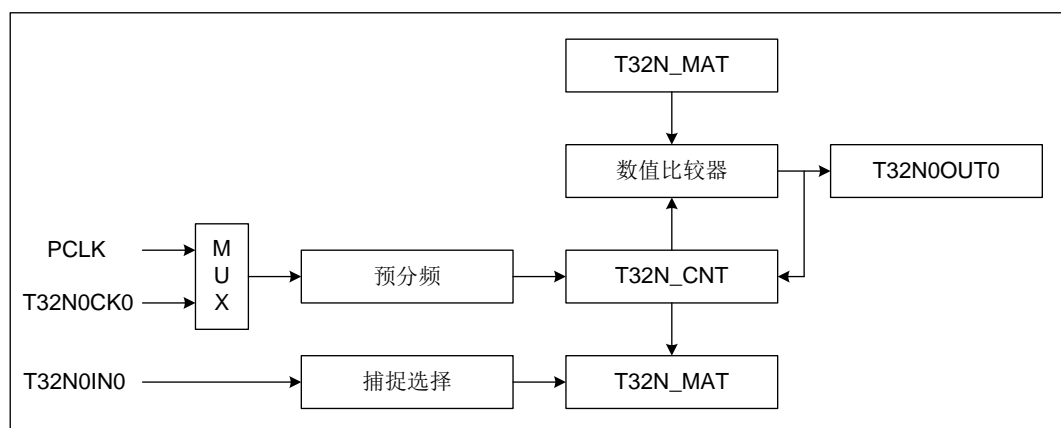 T32N_MAT
数值比较器
T32N0OUT0
PCLK
M
U
X
预分频
T32N_CNT
T32N0CK0
T32N0IN0
捕捉选择
T32N_MAT